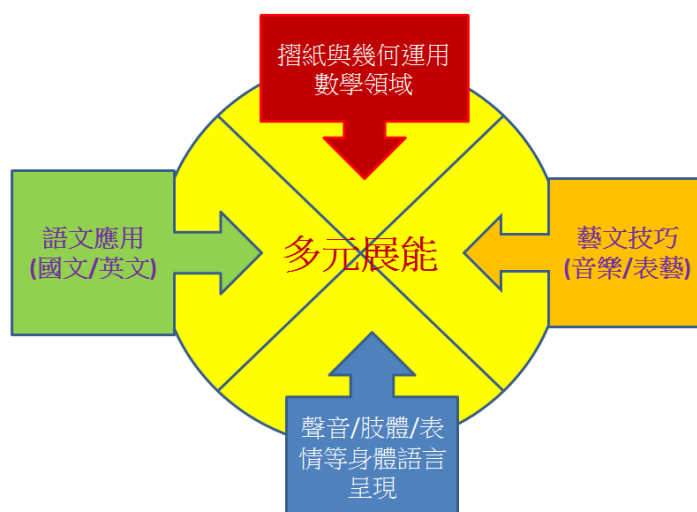 摺紙與幾何運用
數學領域
語文應用
(國文/英文)
多元展能
藝文技巧
(音樂/表藝)
聲音/肢體/表
情等身體語言
呈現